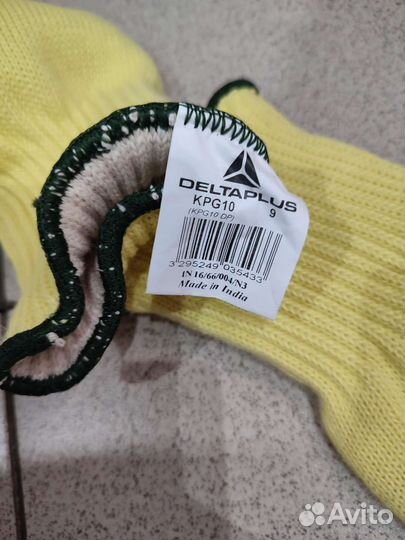 DELTAPLUS
KPG10 9
(KPG10 DP)
3 295249 035433
IN 16/66/004/N3
Made in India
Avito